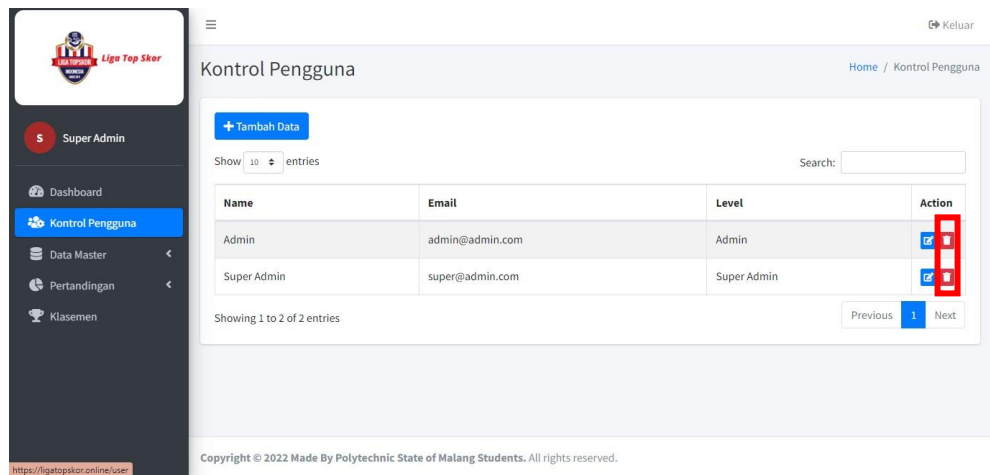 LIGA TOPSKOR
INDONESIA
Liga Top Skor
Keluar
Kontrol Pengguna
Home / Kontrol Pengguna
S Super Admin
Tambah Data
Show 10 entries
Search:
Dashboard
Kontrol Pengguna
Data Master
Pertandingan
Klasemen
Name Email Level Action
Admin admin@admin.com Admin
Super Admin super@admin.com Super Admin
Showing 1 to 2 of 2 entries
Previous 1 Next
Copyright © 2022 Made By Polytechnic State of Malang Students. All rights reserved.
https://ligatopskor.online/user